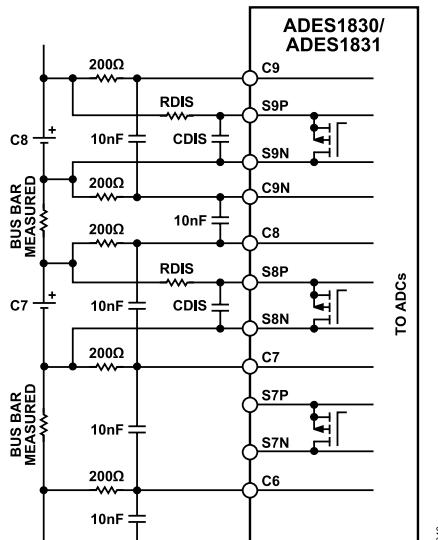 ADES1830/
ADES1831
200Ω
C9
RDIS
S9P
C8
+
10nF
CDIS
S9N
200Ω
C9N
BUS BAR
MEASURED
10nF
200Ω
C8
RDIS
S8P
C7
+
10nF
CDIS
S8N
TO ADCs
200Ω
C7
S7P
BUS BAR
MEASURED
10nF
S7N
200Ω
C6
10nF